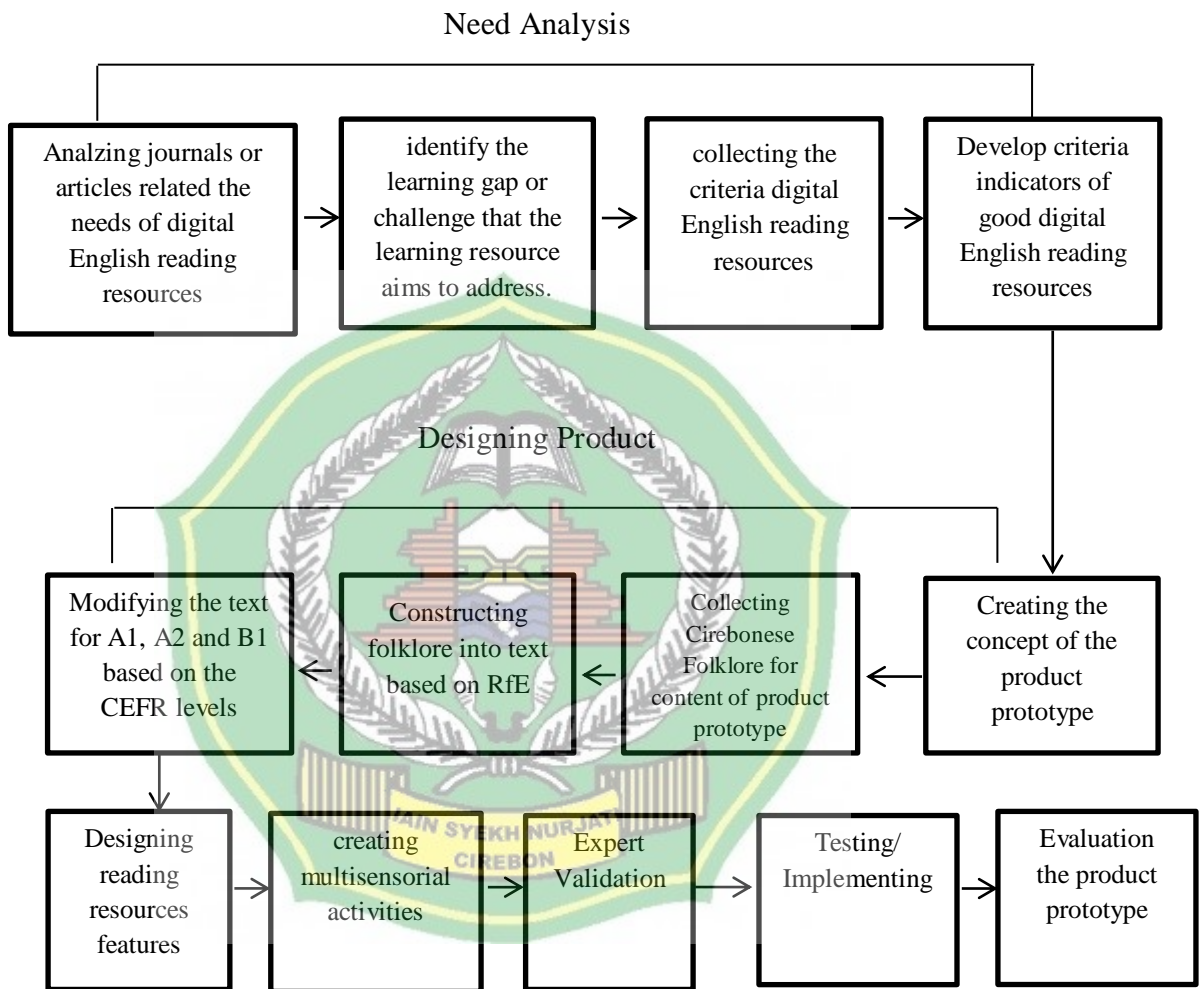 Need Analysis
Analzing journals or
articles related the
needs of digital
English reading
resources
identify the
learning gap or
challenge that the
learning resource
aims to address.
collecting the
criteria digital
English reading
resources
Develop criteria
indicators of
good digital
English reading
resources
Designing Product
Modifying the text
for A1, A2 and B1
based on the
CEFR levels
Constructing
folklore into text
based on RfE
Collecting
Cirebonese
Folklore for
content of product
prototype
Creating the
concept of the
product
prototype
Designing
reading
resources
features
creating
multisensorial
activities
Expert
Validation
Testing/
Implementing
Evaluation
the product
prototype
IAIN SYEKH NURJATI
CIREBON